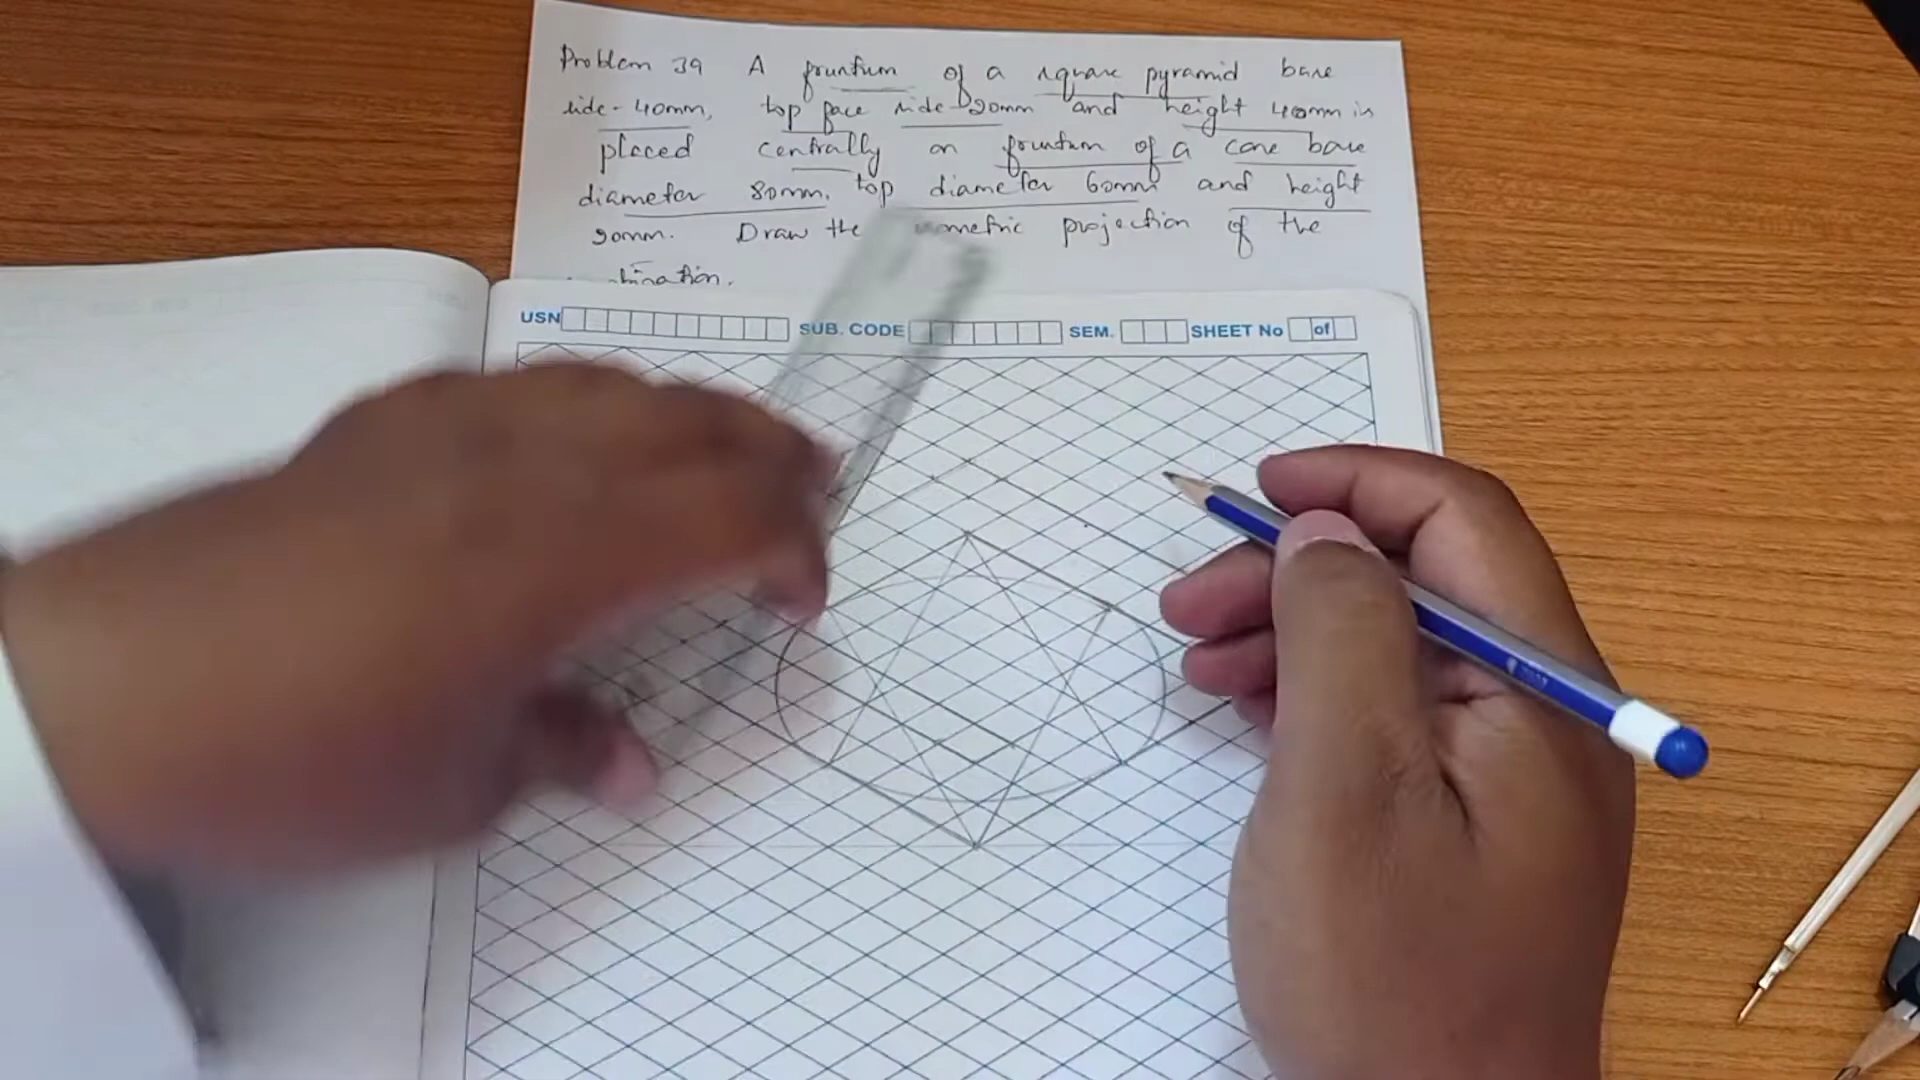 Problem 39 A frustum of a square pyramid base
side - 40mm, top face side 20mm and height 40mm is
placed centrally on frustum of a cone base
diameter 80mm, top diameter 60mm and height
20mm. Draw the isometric projection of the
USN SUB. CODE SEM. SHEET No of